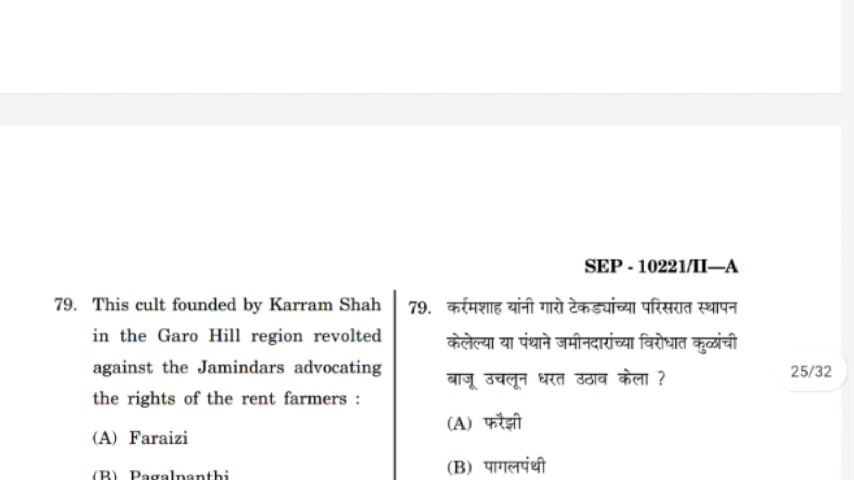 SEP - 10221/II—A
79. This cult founded by Karram Shah
in the Garo Hill region revolted
against the Jamindars advocating
the rights of the rent farmers :
(A) Faraizi
(B) Pagalpanthi
79. कर्रमशाह यांनी गारो टेकड्यांच्या परिसरात स्थापन
केलेल्या या पंथाने जमीनदारांच्या विरोधात कुळांची
बाजू उचलून धरत उठाव केला ?
(A) फरैझी
(B) पागलपंथी
25/32